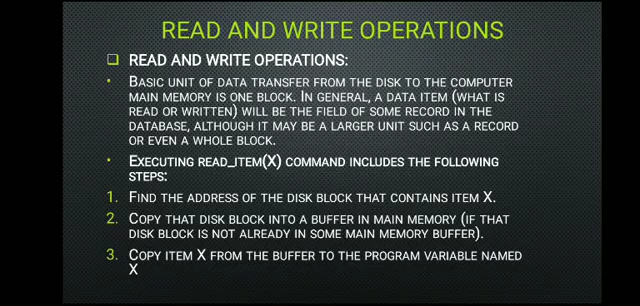 READ AND WRITE OPERATIONS
❑ READ AND WRITE OPERATIONS:
• BASIC UNIT OF DATA TRANSFER FROM THE DISK TO THE COMPUTER
MAIN MEMORY IS ONE BLOCK. IN GENERAL, A DATA ITEM (WHAT IS
READ OR WRITTEN) WILL BE THE FIELD OF SOME RECORD IN THE
DATABASE, ALTHOUGH IT MAY BE A LARGER UNIT SUCH AS A RECORD
OR EVEN A WHOLE BLOCK.
• EXECUTING READ_ITEM(X) COMMAND INCLUDES THE FOLLOWING
STEPS:
1. FIND THE ADDRESS OF THE DISK BLOCK THAT CONTAINS ITEM X.
2. COPY THAT DISK BLOCK INTO A BUFFER IN MAIN MEMORY (IF THAT
DISK BLOCK IS NOT ALREADY IN SOME MAIN MEMORY BUFFER).
3. COPY ITEM X FROM THE BUFFER TO THE PROGRAM VARIABLE NAMED
X